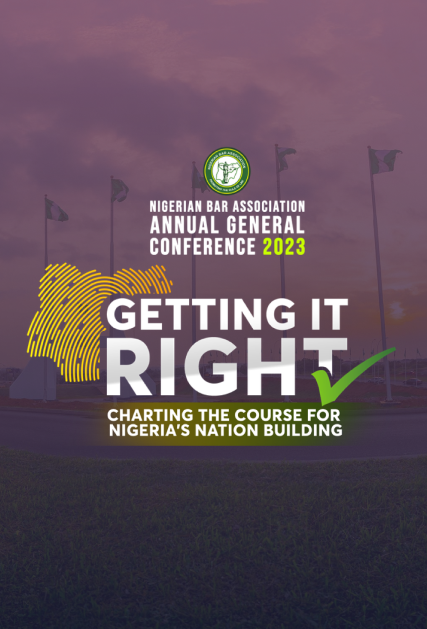 NIGERIAN BAR ASSOCIATION
ANNUAL GENERAL
CONFERENCE 2023
GETTING IT
RIGHT
CHARTING THE COURSE FOR
NIGERIA'S NATION BUILDING